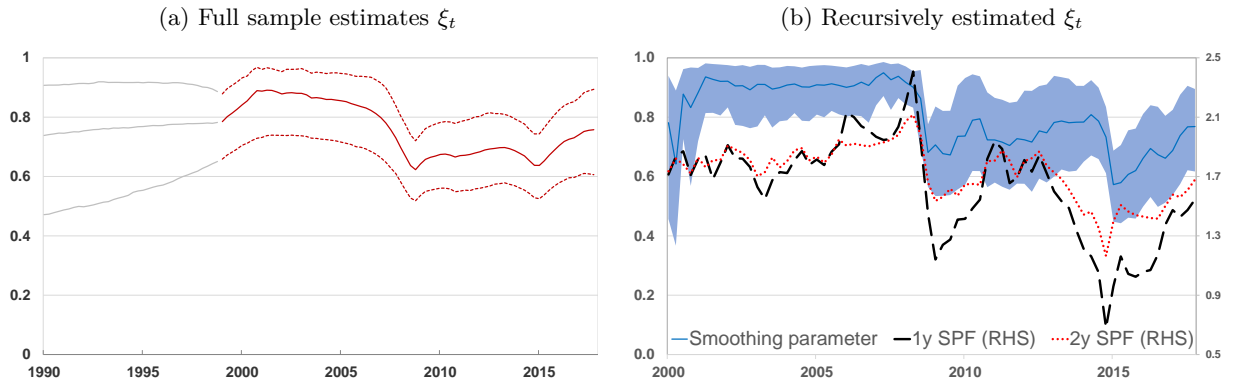 (a) Full sample estimates ξt
1
0.8
0.6
0.4
0.2
0
1990 1995 2000 2005 2010 2015
(b) Recursively estimated ξt
1.0 2.5
0.8 2.1
0.6 1.7
0.4 1.3
0.2 0.9
0.0 0.5
Smoothing parameter 1y SPF (RHS) 2y SPF (RHS)
2000 2005 2010 2015